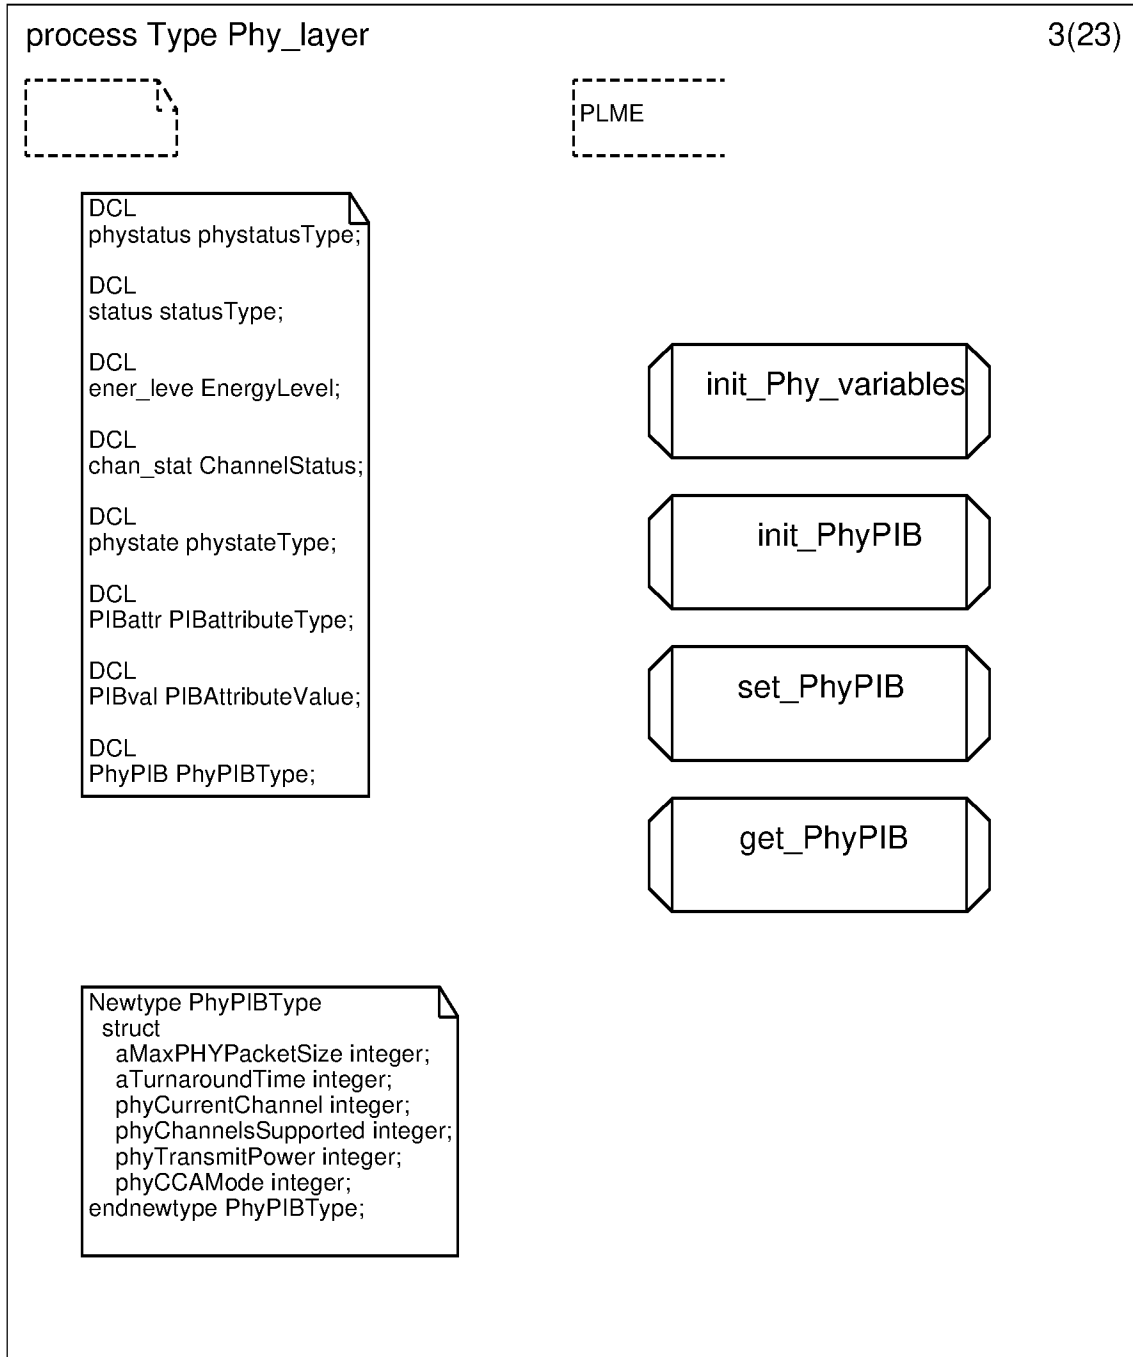 process Type Phy_layer
3(23)
PLME
DCL
phystatus phystatusType;
DCL
status statusType;
DCL
ener_leve EnergyLevel;
DCL
chan_stat ChannelStatus;
DCL
phystate phystateType;
DCL
PIBattr PIBattributeType;
DCL
PIBval PIBAttributeValue;
DCL
PhyPIB PhyPIBType;
init_Phy_variables
init_PhyPIB
set_PhyPIB
get_PhyPIB
Newtype PhyPIBType
struct
aMaxPHYPacketSize integer;
aTurnaroundTime integer;
phyCurrentChannel integer;
phyChannelsSupported integer;
phyTransmitPower integer;
phyCCAMode integer;
endnewtype PhyPIBType;